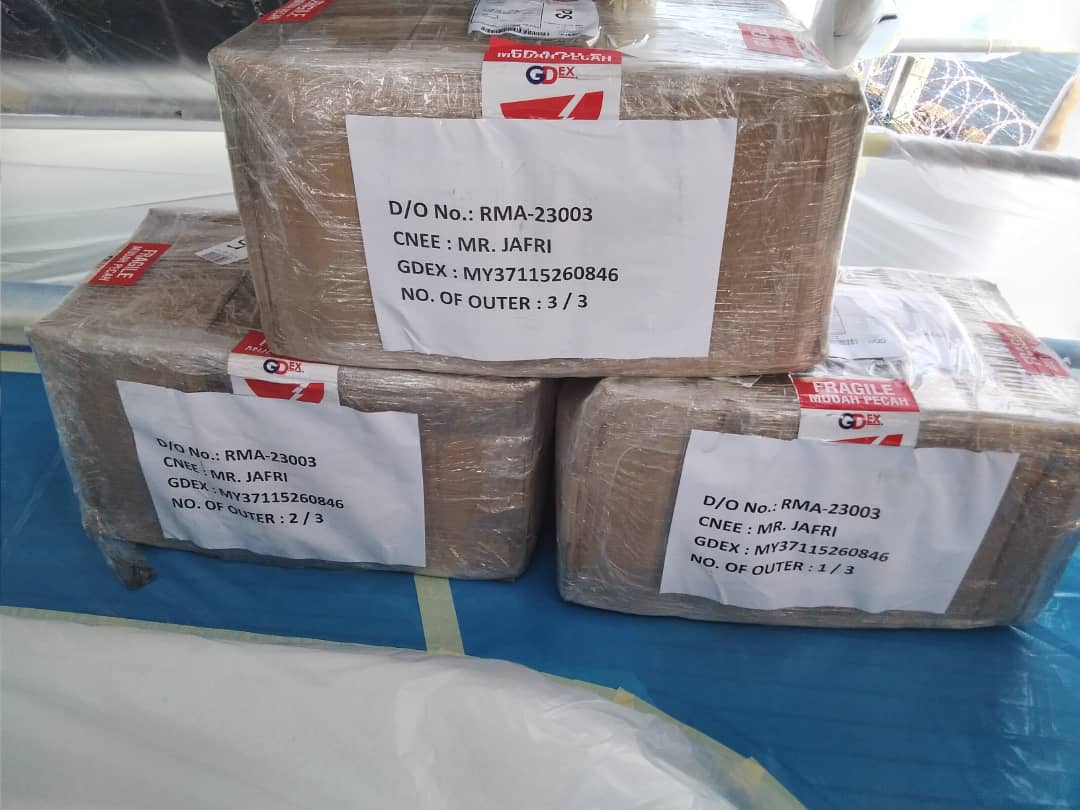 PS
FRAGILE
MUDAH PECAH
GDEX
D/O No.: RMA-23003
CNEE : MR. JAFRI
GDEX : MY37115260846
NO. OF OUTER : 3 / 3
FRAGILE
MUDAH PECAH
GDEX
D/O No.: RMA-23003
CNEE : MR. JAFRI
GDEX : MY37115260846
NO. OF OUTER : 2 / 3
FRAGILE
MUDAH PECAH
GDEX
D/O No.: RMA-23003
CNEE : MR. JAFRI
GDEX : MY37115260846
NO. OF OUTER : 1 / 3